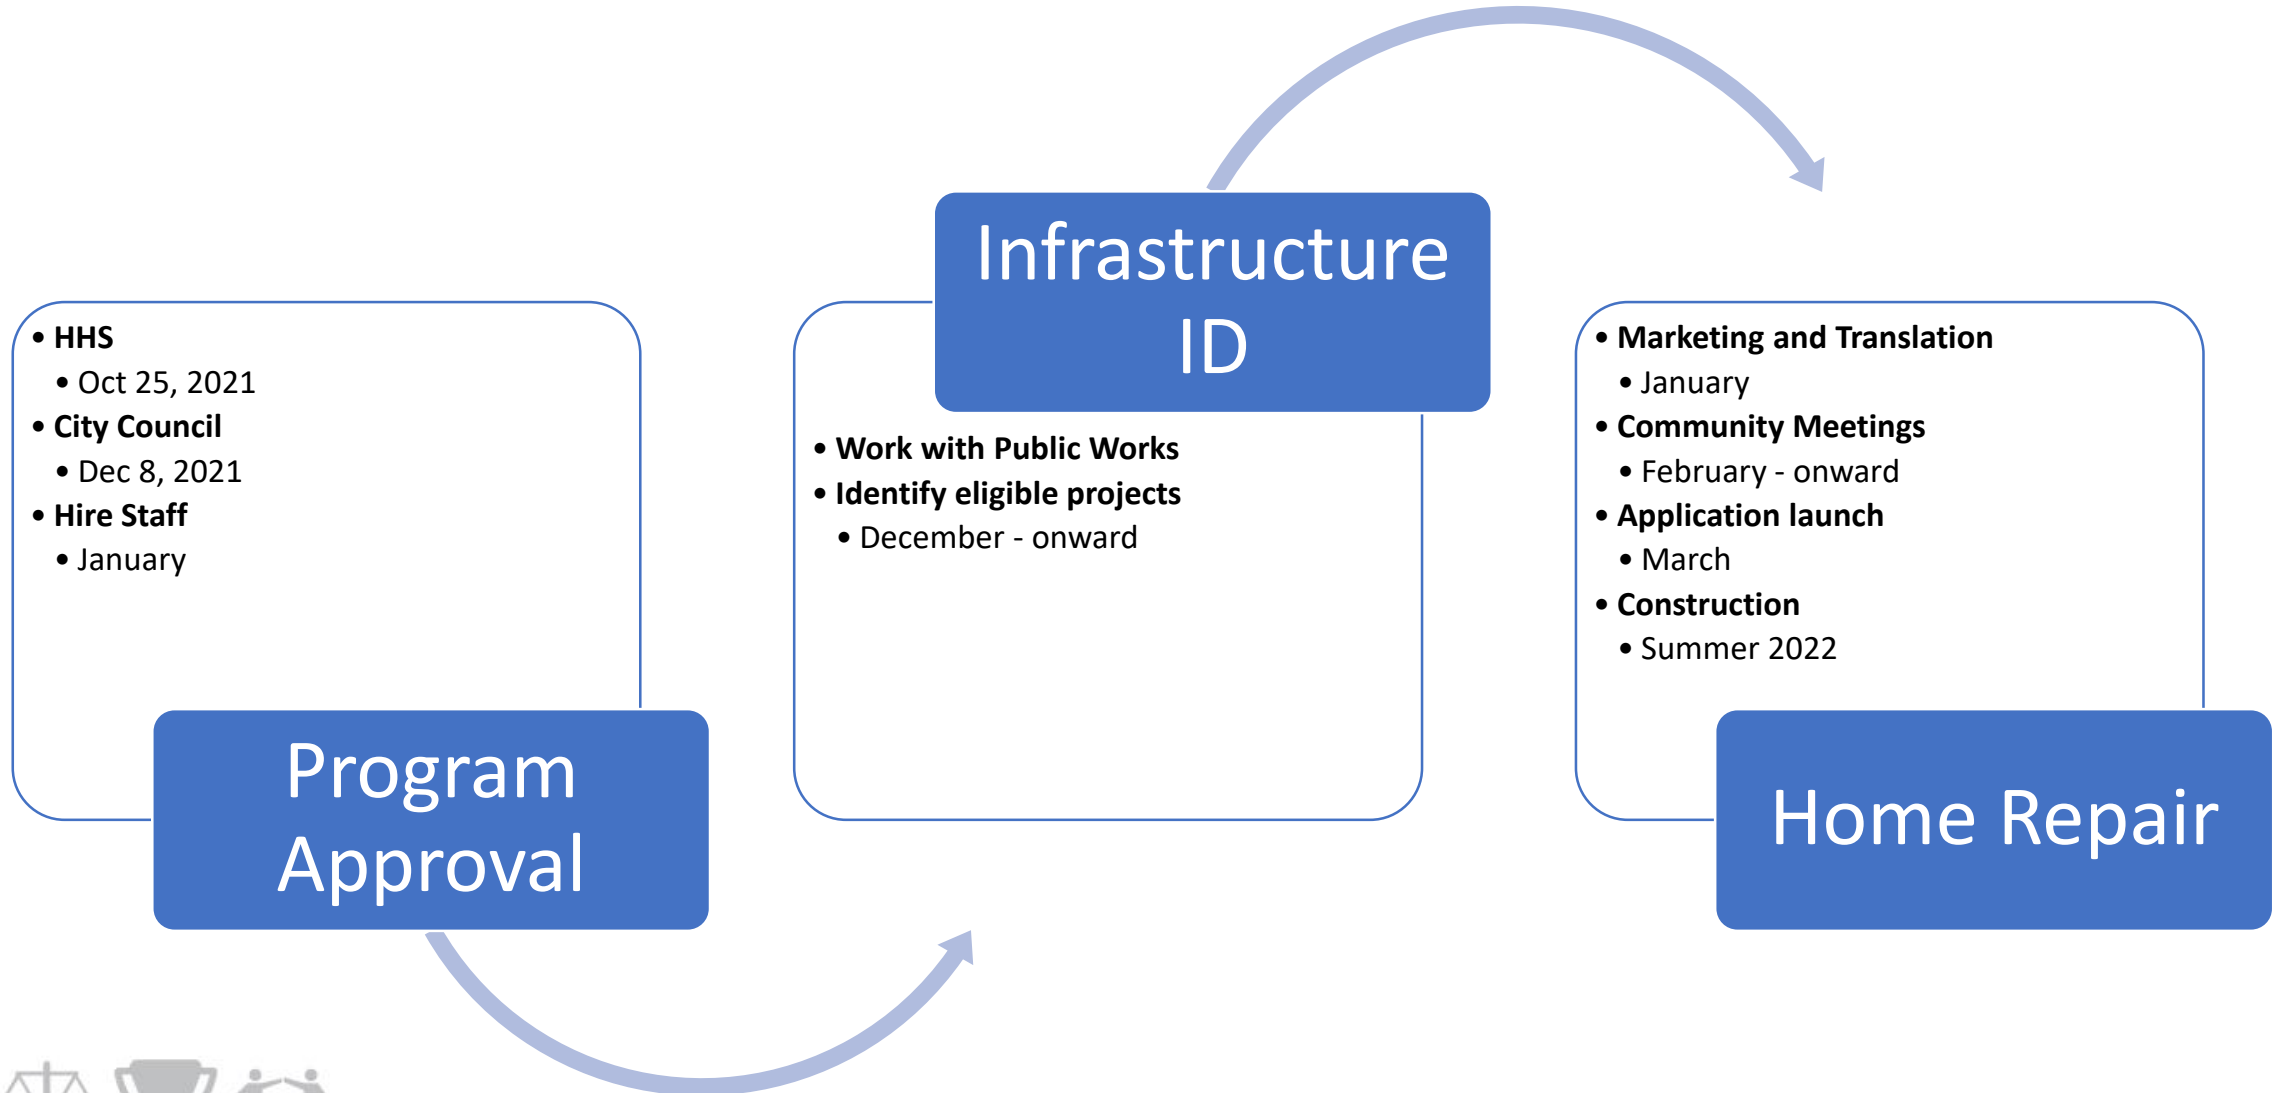 • HHS
• Oct 25, 2021
• City Council
• Dec 8, 2021
• Hire Staff
• January
Program
Approval
Infrastructure
ID
• Work with Public Works
• Identify eligible projects
• December - onward
• Marketing and Translation
• January
• Community Meetings
• February - onward
• Application launch
• March
• Construction
• Summer 2022
Home Repair